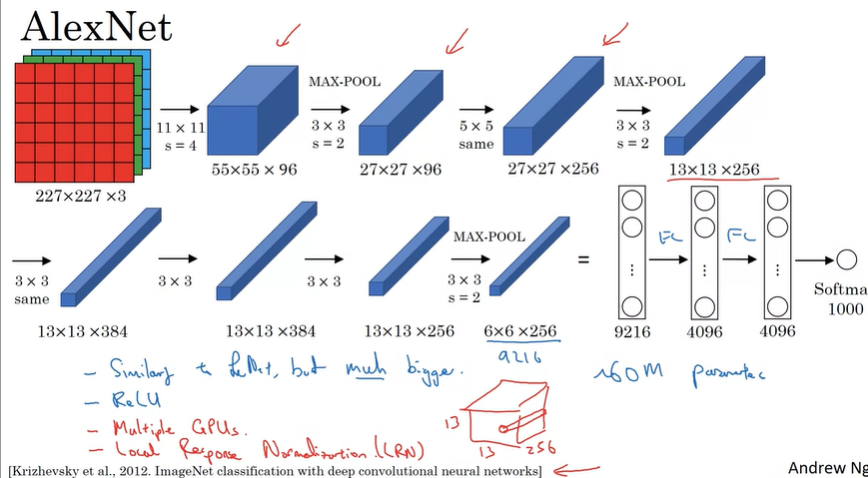 AlexNet
MAX-POOL
MAX-POOL
11 × 11
s = 4
3 × 3
s = 2
5 × 5
same
3 × 3
s = 2
227×227 ×3
55×55 × 96
27×27 ×96
27×27 ×256
13×13 ×256
3 × 3
same
3 × 3
3 × 3
MAX-POOL
3 × 3
s = 2
=
FC
FC
⋮
⋮
⋮
Softma
1000
13×13 ×384
13×13 ×384
13×13 ×256
6×6 ×256
9216
4096
4096
9216
- Similar to LeNet, but much bigger.
~60M parameter
- ReLU
- Multiple GPUs.
- Local Response Normalization (LRN)
13
13
256
[Krizhevsky et al., 2012. ImageNet classification with deep convolutional neural networks]
Andrew Ng